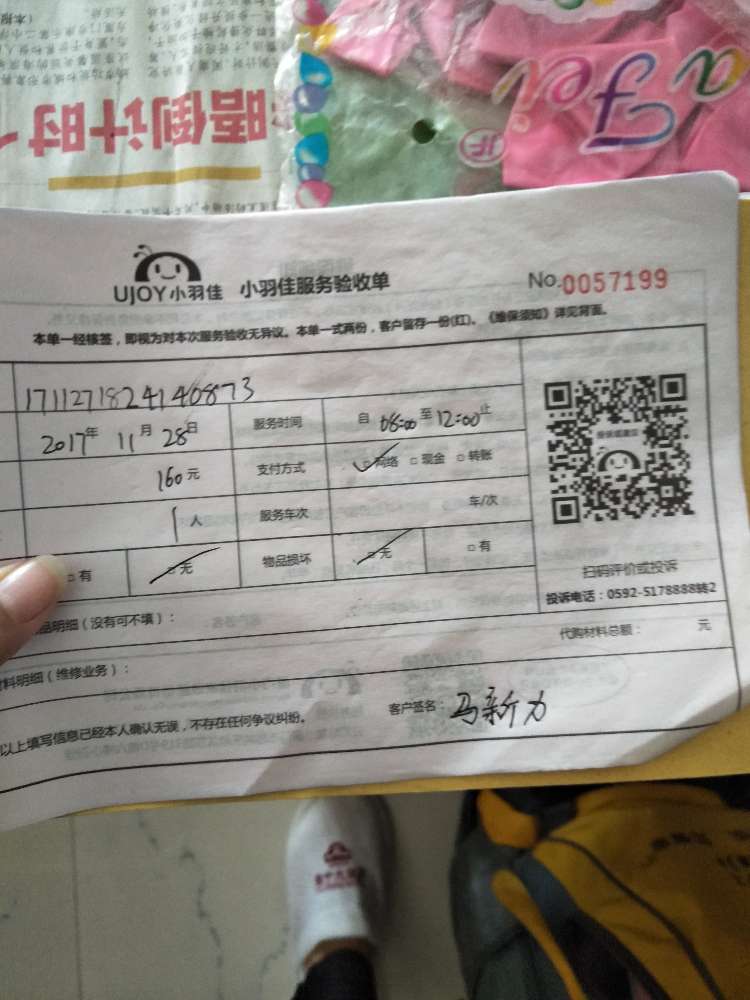 倒计时
a Fei
JF
UJOY小羽佳 小羽佳服务验收单 No.0057199
本单一经核签，即视为对本次服务验收无异议。本单一式两份，客户留存一份(红)。《维保须知》详见背面。
1711271824140873
2017年 11月 28日 服务时间 自 08:00 至 12:00 止
160元 支付方式 □网络 □现金 □转账
1人 服务车次 车/次
□有 □无 物品损坏 □无 □有
扫码评价或投诉
投诉电话：0592-5178888转2
品明细（没有可不填）：
代购材料总额： 元
料明细（维修业务）：
以上填写信息已经本人确认无误，不存在任何争议纠纷。 客户签名：马新力